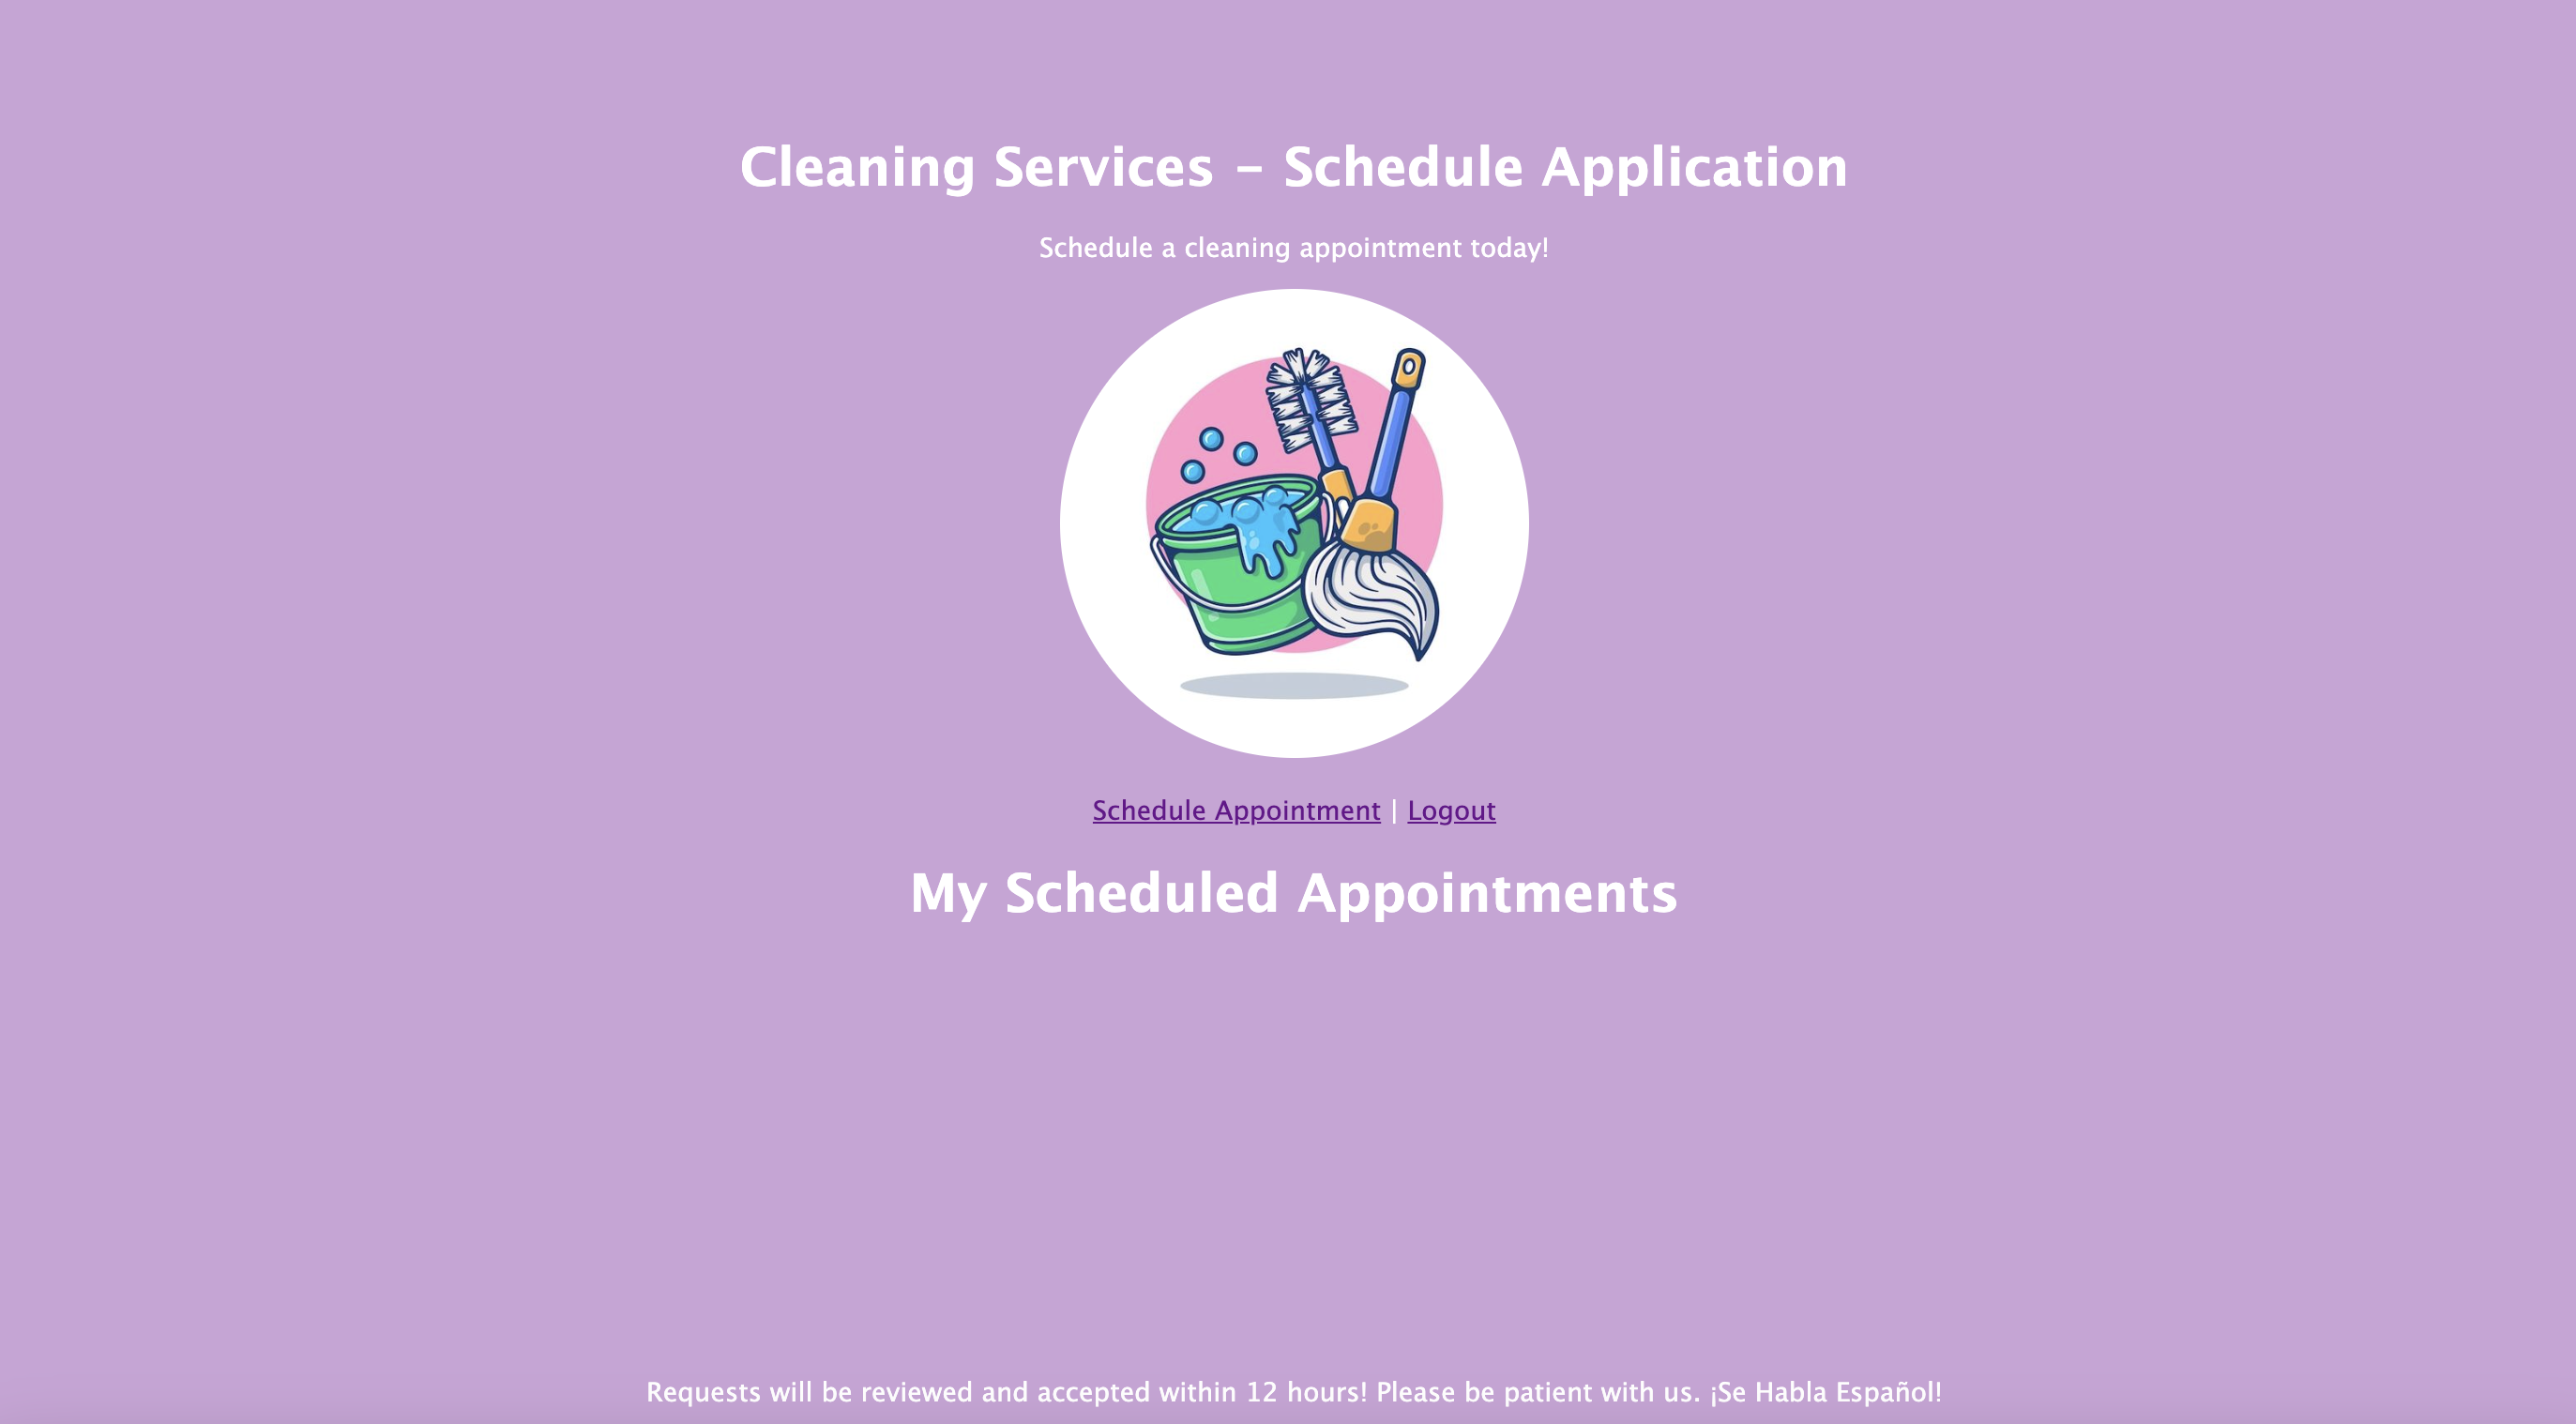 Cleaning Services - Schedule Application
Schedule a cleaning appointment today!
Schedule Appointment | Logout
My Scheduled Appointments
Requests will be reviewed and accepted within 12 hours! Please be patient with us. ¡Se Habla Español!